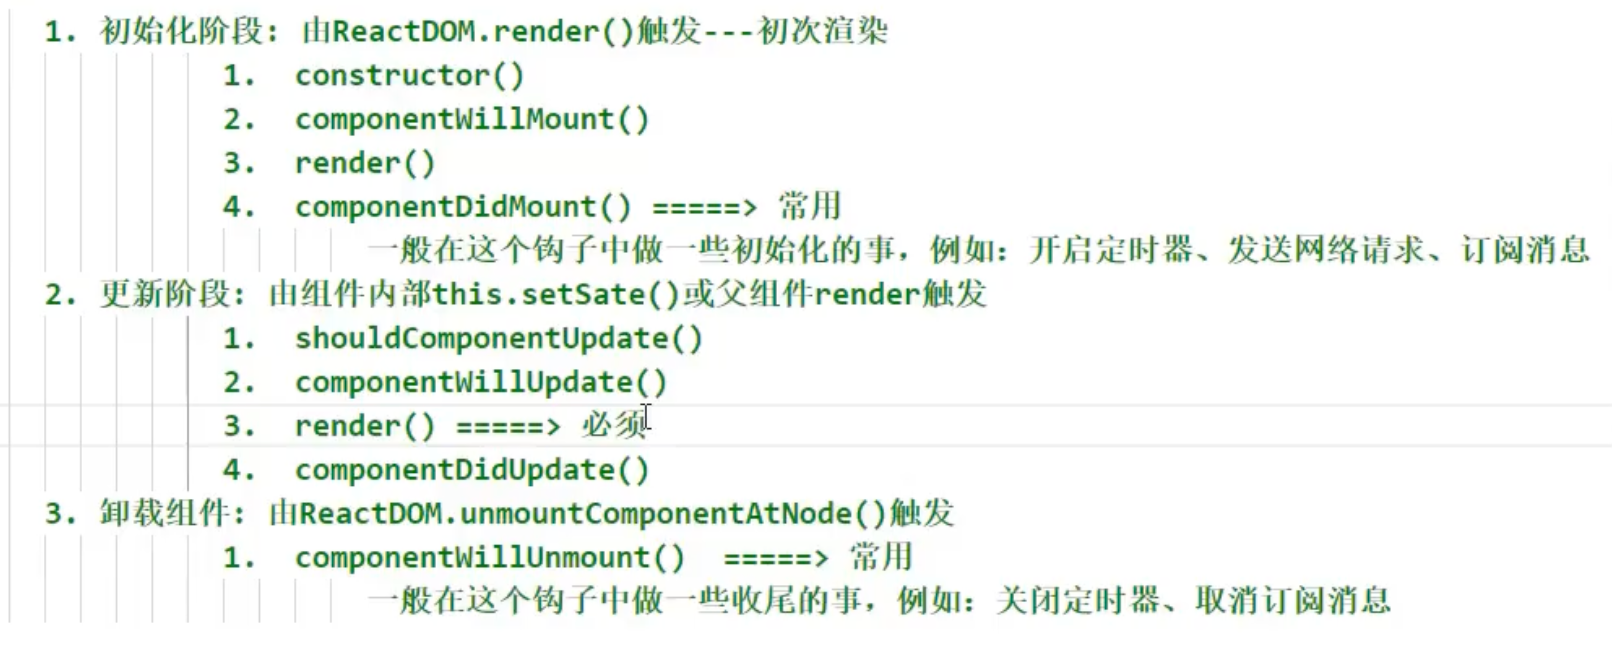 1. 初始化阶段：由ReactDOM.render()触发---初次渲染
1. constructor()
2. componentWillMount()
3. render()
4. componentDidMount() =====> 常用
一般在这个钩子中做一些初始化的事，例如：开启定时器、发送网络请求、订阅消息
2. 更新阶段：由组件内部this.setSate()或父组件render触发
1. shouldComponentUpdate()
2. componentWillUpdate()
3. render() =====> 必须
4. componentDidUpdate()
3. 卸载组件：由ReactDOM.unmountComponentAtNode()触发
1. componentWillUnmount() =====> 常用
一般在这个钩子中做一些收尾的事，例如：关闭定时器、取消订阅消息